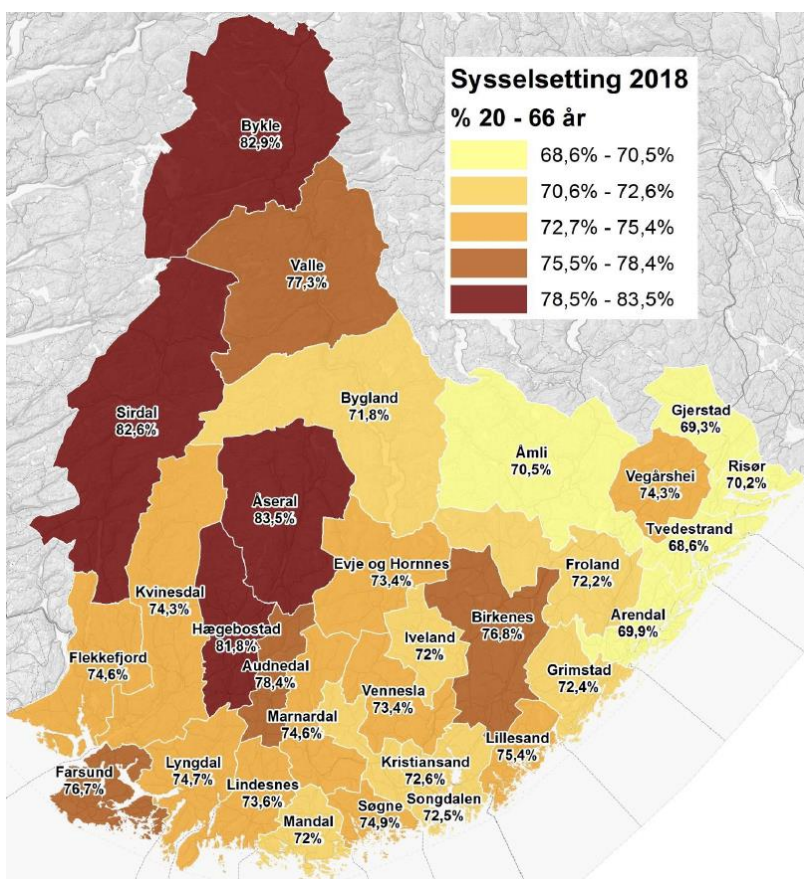 Sysselsetting 2018
% 20 - 66 år
68,6% - 70,5%
70,6% - 72,6%
72,7% - 75,4%
75,5% - 78,4%
78,5% - 83,5%
Bykle
82,9%
Valle
77,3%
Bygland
71,8%
Sirdal
82,6%
Gjerstad
69,3%
Åmli
70,5%
Vegårshei
74,3%
Risør
70,2%
Åseral
83,5%
Tvedestrand
68,6%
Evje og Hornnes
73,4%
Froland
72,2%
Kvinesdal
74,3%
Birkenes
76,8%
Arendal
69,9%
Hægebostad
81,8%
Iveland
72%
Flekkefjord
74,6%
Audnedal
78,4%
Grimstad
72,4%
Vennesla
73,4%
Marnardal
74,6%
Lillesand
75,4%
Farsund
76,7%
Lyngdal
74,7%
Kristiansand
72,6%
Lindesnes
73,6%
Søgne
74,9%
Songdalen
72,5%
Mandal
72%